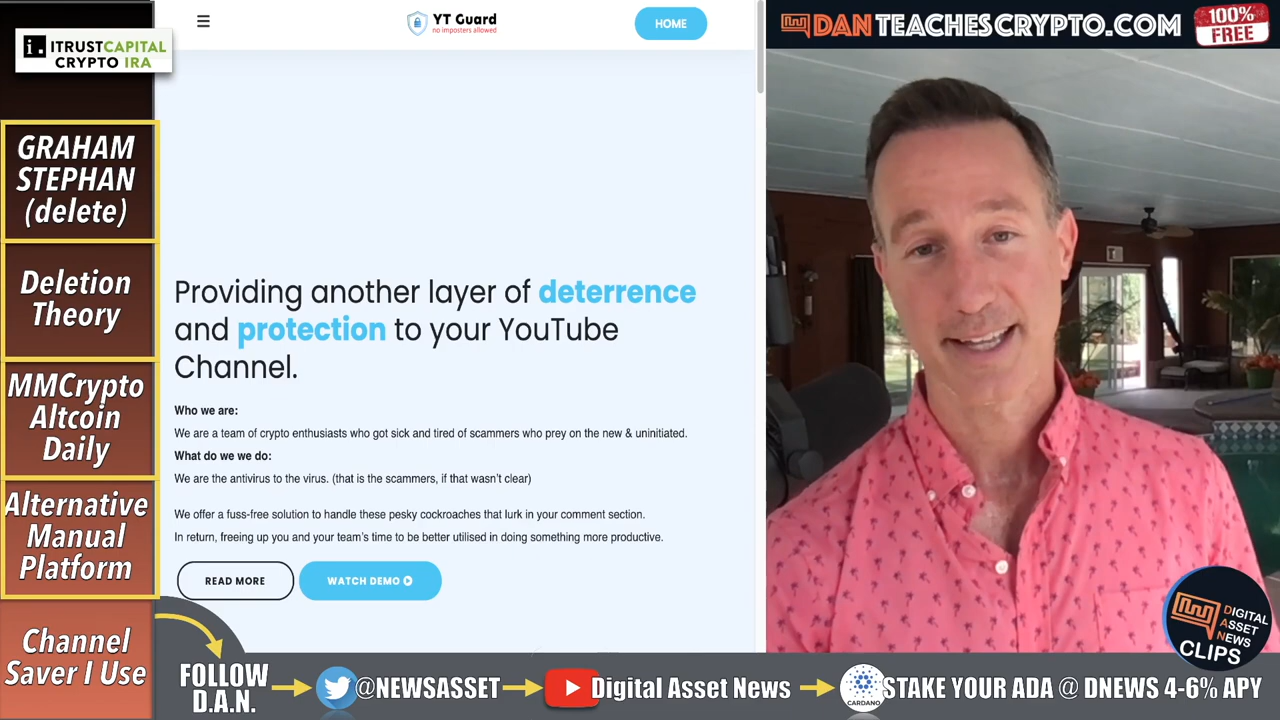 i. ITRUSTCAPITAL
CRYPTO IRA
GRAHAM
STEPHAN
(delete)
Deletion
Theory
MMCrypto
Altcoin
Daily
Alternative
Manual
Platform
Channel
Saver I Use
YT Guard
no imposters allowed
HOME
Providing another layer of deterrence
and protection to your YouTube
Channel.
Who we are:
We are a team of crypto enthusiasts who got sick and tired of scammers who prey on the new & uninitiated.
What do we we do:
We are the antivirus to the virus. (that is the scammers, if that wasn't clear)
We offer a fuss-free solution to handle these pesky cockroaches that lurk in your comment section.
In return, freeing up you and your team's time to be better utilised in doing something more productive.
READ MORE
WATCH DEMO
DANTEACHESCRYPTO.COM
100%
FREE
DIGITAL
ASSET
NEWS
CLIPS
FOLLOW
D.A.N.
@NEWSASSET
Digital Asset News
CARDANO
STAKE YOUR ADA @ DNEWS 4-6% APY